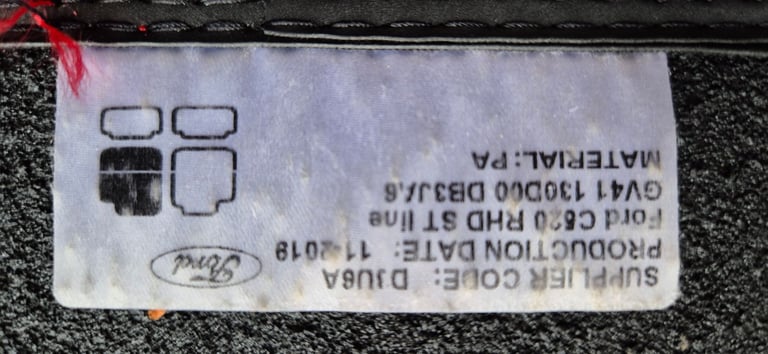 SUPPLIER CODE: D3U6A
PRODUCTION DATE: 11-2019
Ford C520 RHD ST line
GV41 130D00 DB3JA6
MATERIAL: PA
Ford